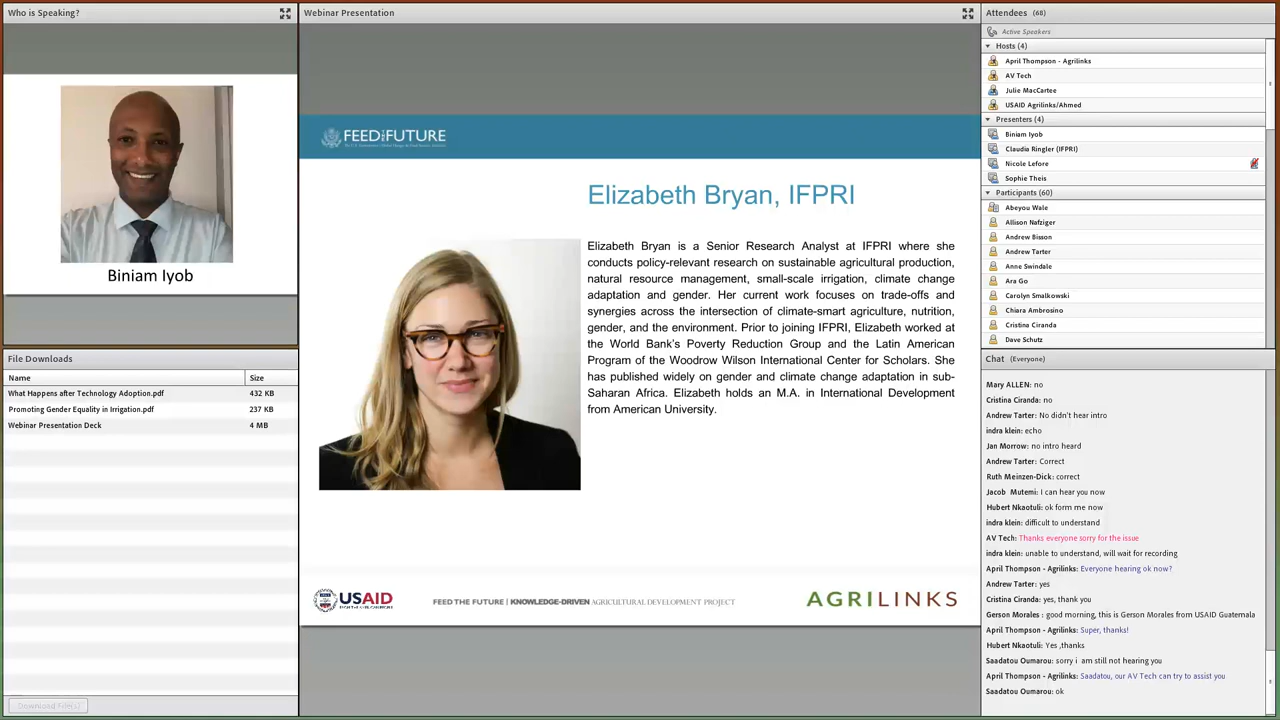 Who is Speaking?
Biniam Iyob
File Downloads
Name Size
What Happens after Technology Adoption.pdf 432 KB
Promoting Gender Equality in Irrigation.pdf 237 KB
Webinar Presentation Deck 4 MB
Download File(s)
Webinar Presentation
FEED THE FUTURE
Elizabeth Bryan, IFPRI
Elizabeth Bryan is a Senior Research Analyst at IFPRI where she
conducts policy-relevant research on sustainable agricultural production,
natural resource management, small-scale irrigation, climate change
adaptation and gender. Her current work focuses on trade-offs and
synergies across the intersection of climate-smart agriculture, nutrition,
gender, and the environment. Prior to joining IFPRI, Elizabeth worked at
the World Bank's Poverty Reduction Group and the Latin American
Program of the Woodrow Wilson International Center for Scholars. She
has published widely on gender and climate change adaptation in sub-
Saharan Africa. Elizabeth holds an M.A. in International Development
from American University.
USAID
FEED THE FUTURE | KNOWLEDGE-DRIVEN AGRICULTURAL DEVELOPMENT PROJECT
AGRILINKS
Attendees (68)
Active Speakers
Hosts (4)
April Thompson - Agrilinks
AV Tech
Julie MacCartee
USAID Agrilinks/Ahmed
Presenters (4)
Biniam Iyob
Claudia Ringler (IFPRI)
Nicole Lefore
Sophie Theis
Participants (60)
Abeyou Wale
Allison Nafziger
Andrew Bisson
Andrew Tarter
Anne Swindale
Ara Go
Carolyn Smalkowski
Chiara Ambrosino
Cristina Ciranda
Dave Schutz
Chat (Everyone)
Mary ALLEN: no
Cristina Ciranda: no
Andrew Tarter: No didn't hear intro
indra klein: echo
Jan Morrow: no intro heard
Andrew Tarter: Correct
Ruth Meinzen-Dick: correct
Jacob Mutemi: I can hear you now
Hubert Nkaotuli: ok form me now
indra klein: difficult to understand
AV Tech: Thanks everyone sorry for the issue
indra klein: unable to understand, will wait for recording
April Thompson - Agrilinks: Everyone hearing ok now?
Andrew Tarter: yes
Cristina Ciranda: yes, thank you
Gerson Morales : good morning, this is Gerson Morales from USAID Guatemala
April Thompson - Agrilinks: Super, thanks!
Hubert Nkaotuli: Yes ,thanks
Saadatou Oumarou: sorry i am still not hearing you
April Thompson - Agrilinks: Saadatou, our AV Tech can try to assist you
Saadatou Oumarou: ok